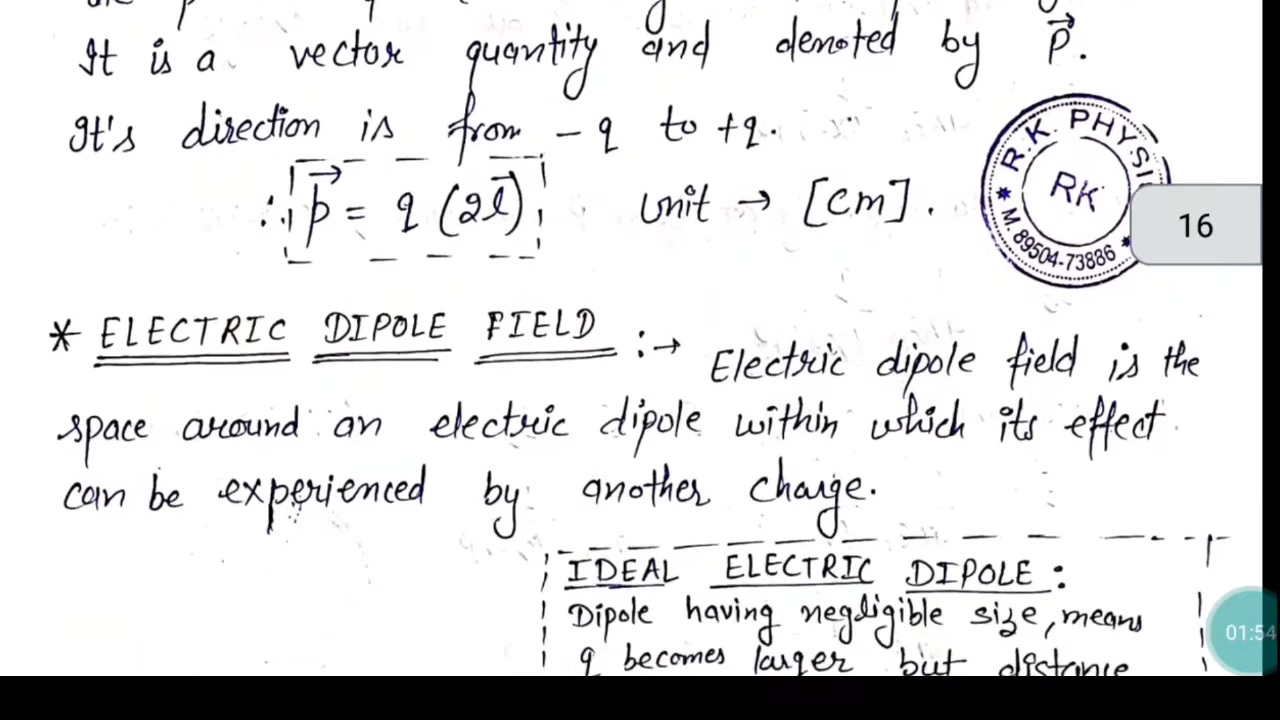 It is a vector quantity and denoted by p⃗.
It's direction is from -q to +q.
∴ p⃗ = q (2l⃗) unit → [Cm].
R.K. PHYSI
RK
M. 89504-73886
16
* ELECTRIC DIPOLE FIELD :→ Electric dipole field is the
space around an electric dipole within which its effect
can be experienced by another charge.
IDEAL ELECTRIC DIPOLE :
Dipole having negligible size, means
q becomes larger but distance
01:54